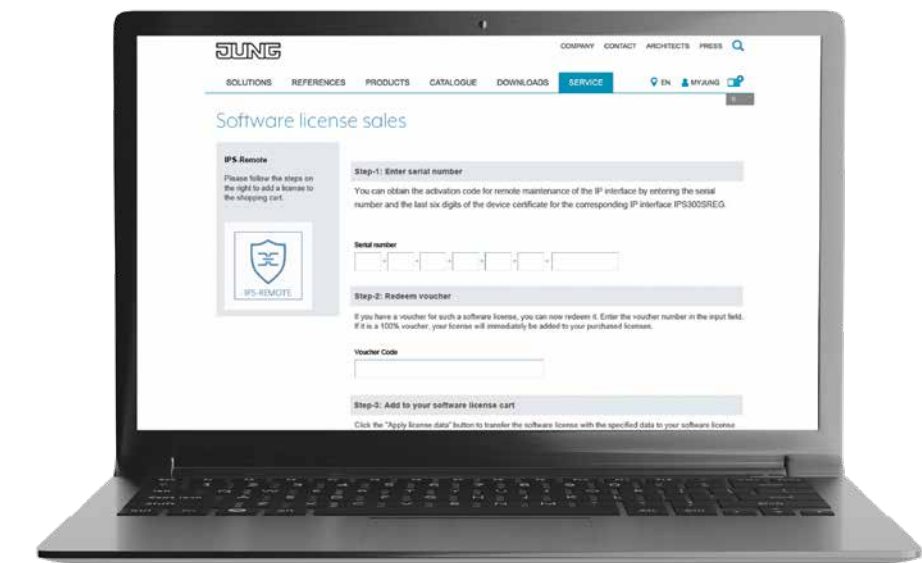 JUNG
COMPANY CONTACT ARCHITECTS PRESS
SOLUTIONS REFERENCES PRODUCTS CATALOGUE DOWNLOADS SERVICE EN MYJUNG
0
Software license sales
IPS-Remote
Please follow the steps on
the right to add a license to
the shopping cart.
IPS-REMOTE
Step-1: Enter serial number
You can obtain the activation code for remote maintenance of the IP interface by entering the serial
number and the last six digits of the device certificate for the corresponding IP interface IPS300SREG.
Serial number
- - - - - -
Step-2: Redeem voucher
If you have a voucher for such a software license, you can now redeem it. Enter the voucher number in the input field.
If it is a 100% voucher, your license will immediately be added to your purchased licenses.
Voucher Code
Step-3: Add to your software license cart
Click the "Apply license data" button to transfer the software license with the specified data to your software license